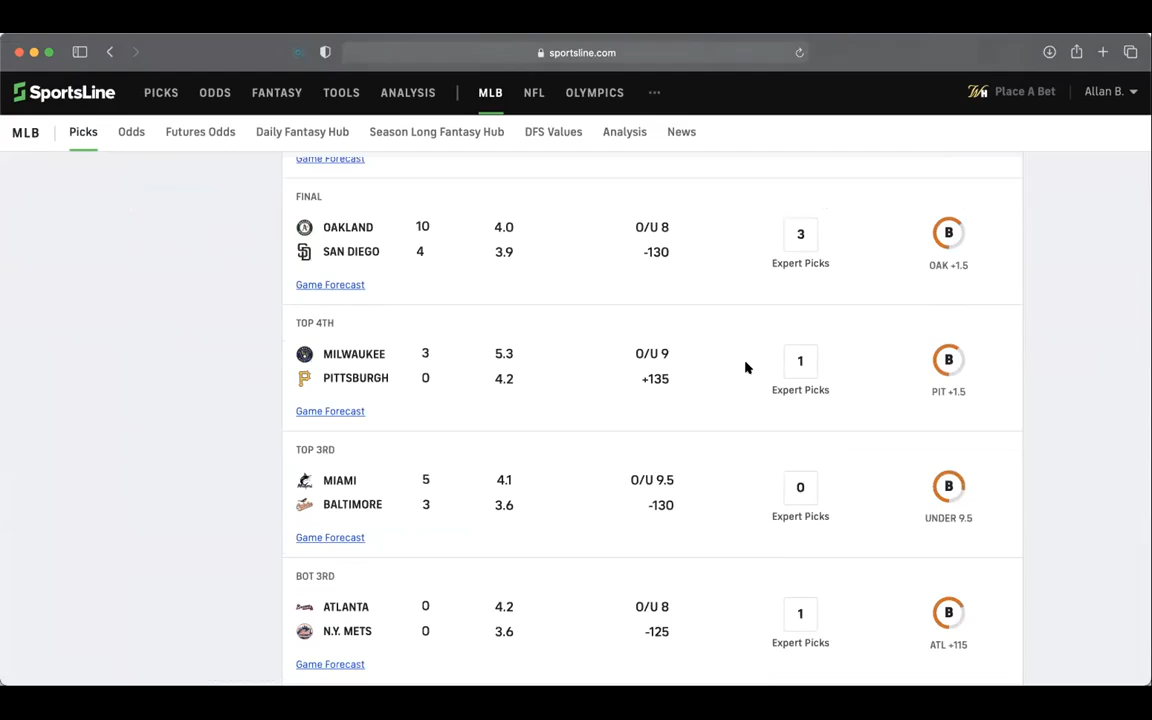 sportsline.com
SportsLine PICKS ODDS FANTASY TOOLS ANALYSIS MLB NFL OLYMPICS WH Place A Bet Allan B.
MLB Picks Odds Futures Odds Daily Fantasy Hub Season Long Fantasy Hub DFS Values Analysis News
Game Forecast
FINAL
OAKLAND 10 4.0 O/U 8 3 B
SAN DIEGO 4 3.9 -130 Expert Picks OAK +1.5
Game Forecast
TOP 4TH
MILWAUKEE 3 5.3 O/U 9 1 B
PITTSBURGH 0 4.2 +135 Expert Picks PIT +1.5
Game Forecast
TOP 3RD
MIAMI 5 4.1 O/U 9.5 0 B
BALTIMORE 3 3.6 -130 Expert Picks UNDER 9.5
Game Forecast
BOT 3RD
ATLANTA 0 4.2 O/U 8 1 B
N.Y. METS 0 3.6 -125 Expert Picks ATL +115
Game Forecast